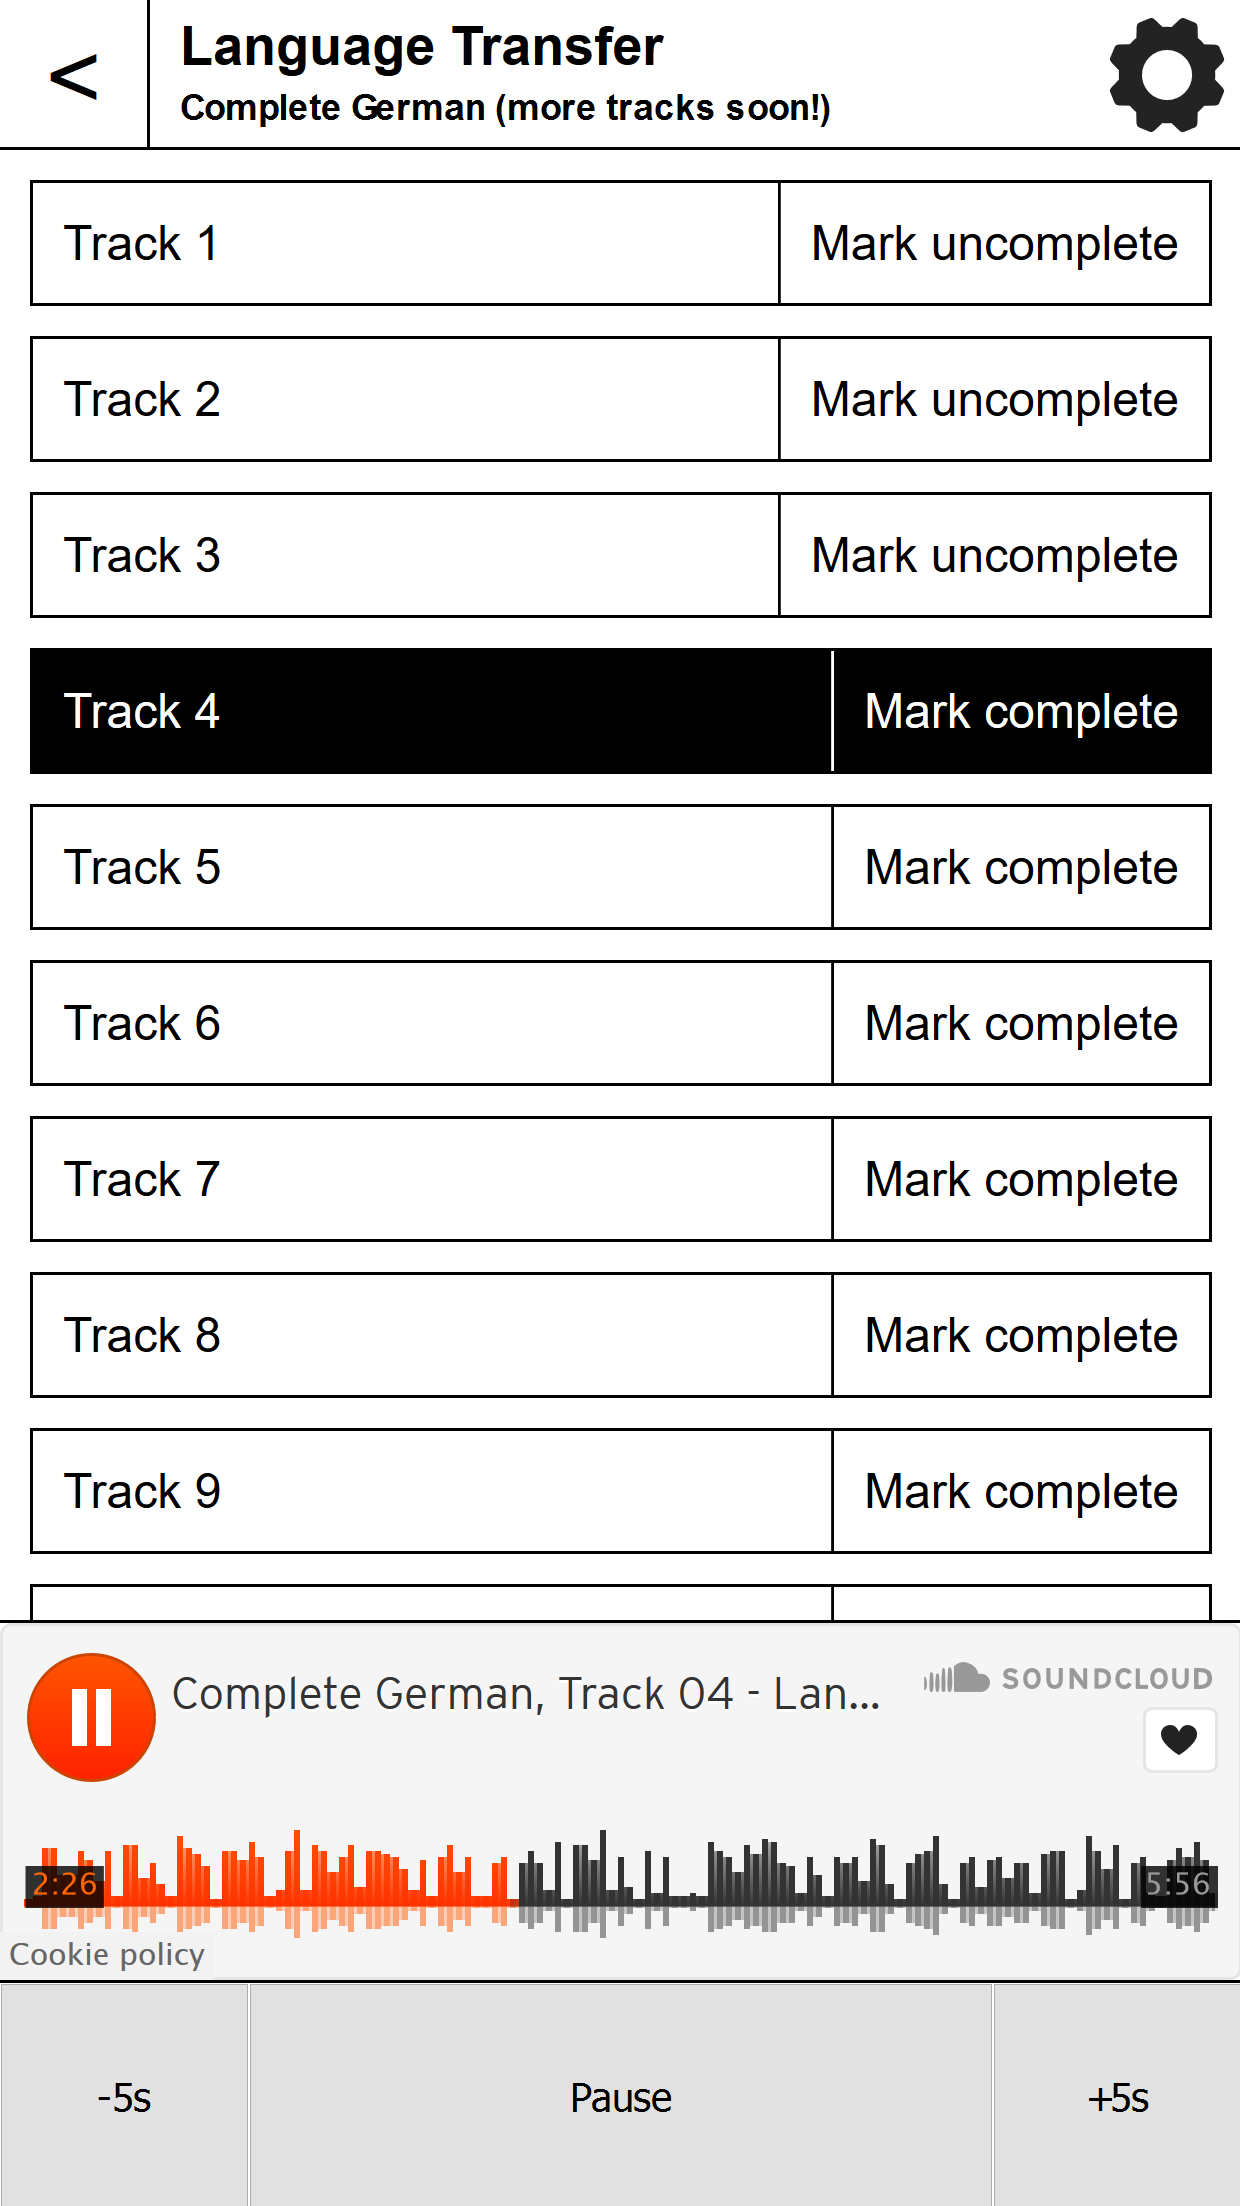 <
Language Transfer
Complete German (more tracks soon!)
Track 1 Mark uncomplete
Track 2 Mark uncomplete
Track 3 Mark uncomplete
Track 4 Mark complete
Track 5 Mark complete
Track 6 Mark complete
Track 7 Mark complete
Track 8 Mark complete
Track 9 Mark complete
Complete German, Track 04 - Lan...
SOUNDCLOUD
2:26 5:56
Cookie policy
-5s Pause +5s